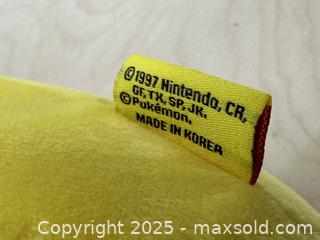 ©1997 Nintendo, CR,
GF, TX, SP, JK.
©Pokémon.
MADE IN KOREA
Copyright 2025 - maxsold.com